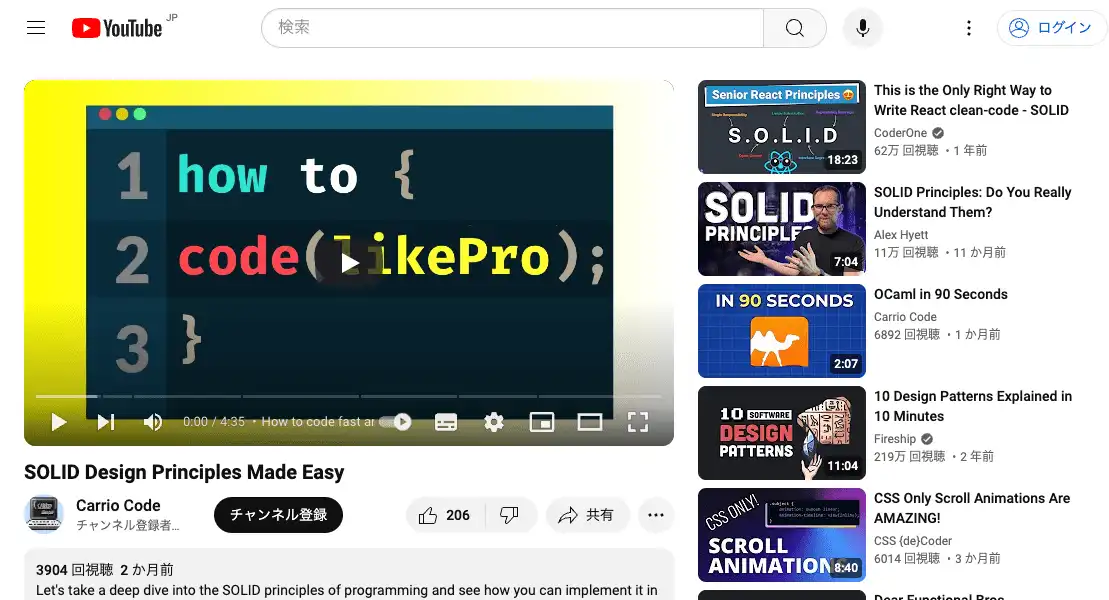 YouTube JP
検索
ログイン
1 how to {
2 code(likePro);
3 }
0:00 / 4:35 • How to code fast an
SOLID Design Principles Made Easy
Carrio Code
チャンネル登録者…
チャンネル登録
206
共有
3904 回視聴 2 か月前
Let's take a deep dive into the SOLID principles of programming and see how you can implement it in
Senior React Principles
S.O.L.I.D
18:23
This is the Only Right Way to
Write React clean-code - SOLID
CoderOne
62万 回視聴 • 1 年前
SOLID
PRINCIPLES
7:04
SOLID Principles: Do You Really
Understand Them?
Alex Hyett
11万 回視聴 • 11 か月前
IN 90 SECONDS
2:07
OCaml in 90 Seconds
Carrio Code
6892 回視聴 • 1 か月前
10 SOFTWARE
DESIGN
PATTERNS
11:04
10 Design Patterns Explained in
10 Minutes
Fireship
219万 回視聴 • 2 年前
CSS ONLY!
SCROLL
ANIMATION
8:40
CSS Only Scroll Animations Are
AMAZING!
CSS {de}Coder
6014 回視聴 • 3 か月前
Dear Functional Bros